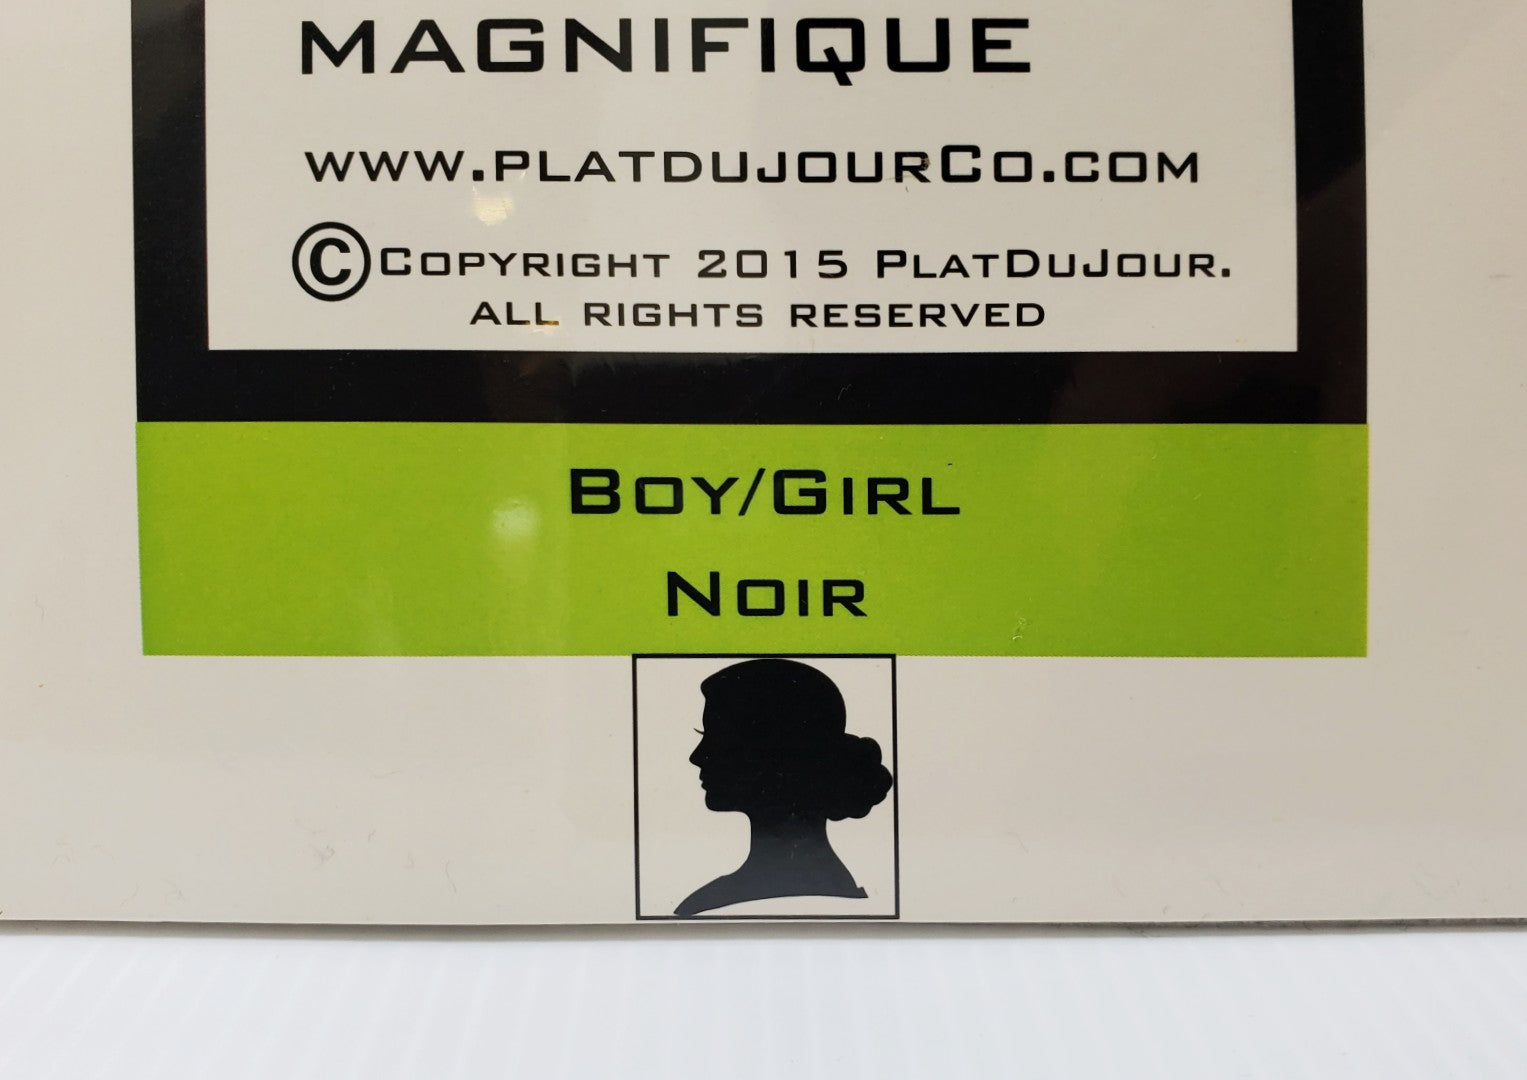 MAGNIFIQUE
WWW.PLATDUJOURCO.COM
©COPYRIGHT 2015 PLATDUJOUR.
ALL RIGHTS RESERVED
BOY/GIRL
NOIR